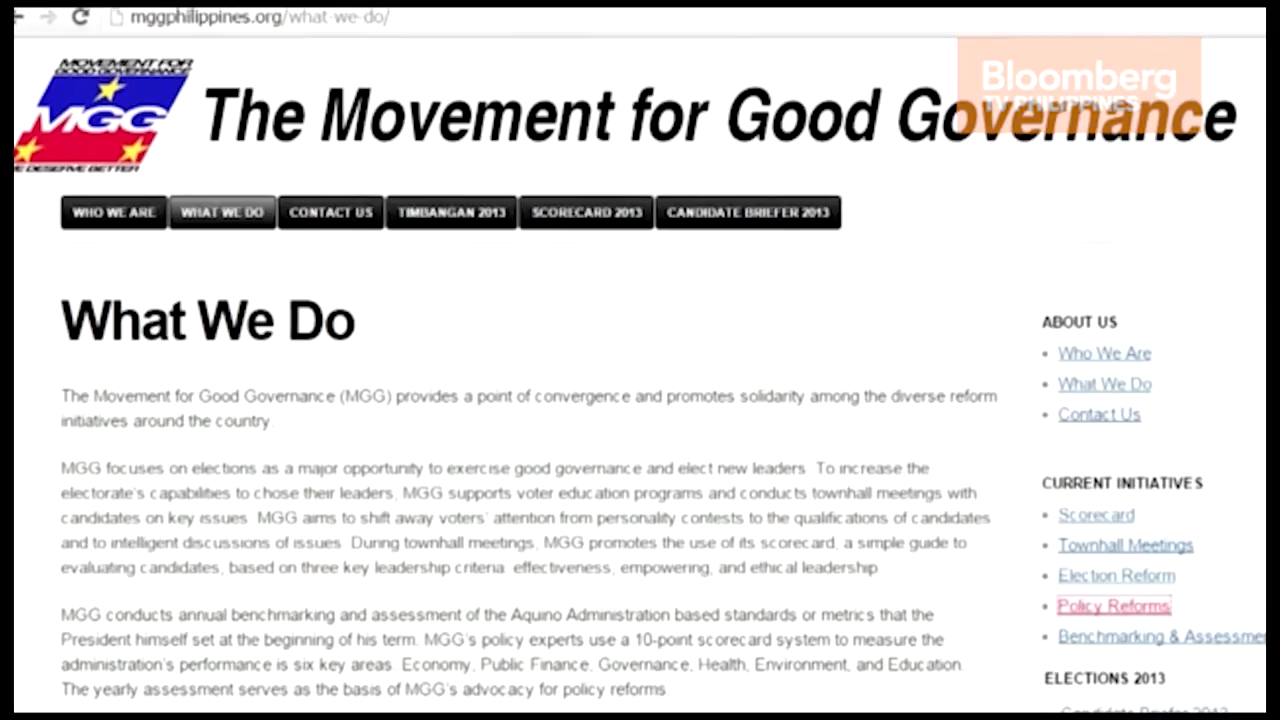 mggphilippines.org/what-we-do/
Bloomberg
TV PHILIPPINES
MOVEMENT FOR
GOOD GOVERNANCE
MGG
WE DESERVE BETTER
The Movement for Good Governance
WHO WE ARE
WHAT WE DO
CONTACT US
TIMBANGAN 2013
SCORECARD 2013
CANDIDATE BRIEFER 2013
What We Do
The Movement for Good Governance (MGG) provides a point of convergence and promotes solidarity among the diverse reform
initiatives around the country.
MGG focuses on elections as a major opportunity to exercise good governance and elect new leaders. To increase the
electorate's capabilities to chose their leaders, MGG supports voter education programs and conducts townhall meetings with
candidates on key issues. MGG aims to shift away voters' attention from personality contests to the qualifications of candidates
and to intelligent discussions of issues. During townhall meetings, MGG promotes the use of its scorecard, a simple guide to
evaluating candidates, based on three key leadership criteria: effectiveness, empowering, and ethical leadership.
MGG conducts annual benchmarking and assessment of the Aquino Administration based standards or metrics that the
President himself set at the beginning of his term. MGG's policy experts use a 10-point scorecard system to measure the
administration's performance is six key areas: Economy, Public Finance, Governance, Health, Environment, and Education.
The yearly assessment serves as the basis of MGG's advocacy for policy reforms.
ABOUT US
• Who We Are
• What We Do
• Contact Us
CURRENT INITIATIVES
• Scorecard
• Townhall Meetings
• Election Reform
• Policy Reforms
• Benchmarking & Assessme
ELECTIONS 2013
Candidate Briefer 2013